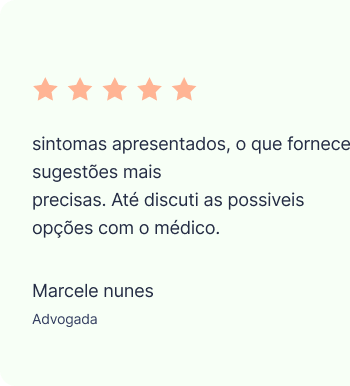 sintomas apresentados, o que fornece
sugestões mais
precisas. Até discuti as possiveis
opções com o médico.
Marcele nunes
Advogada